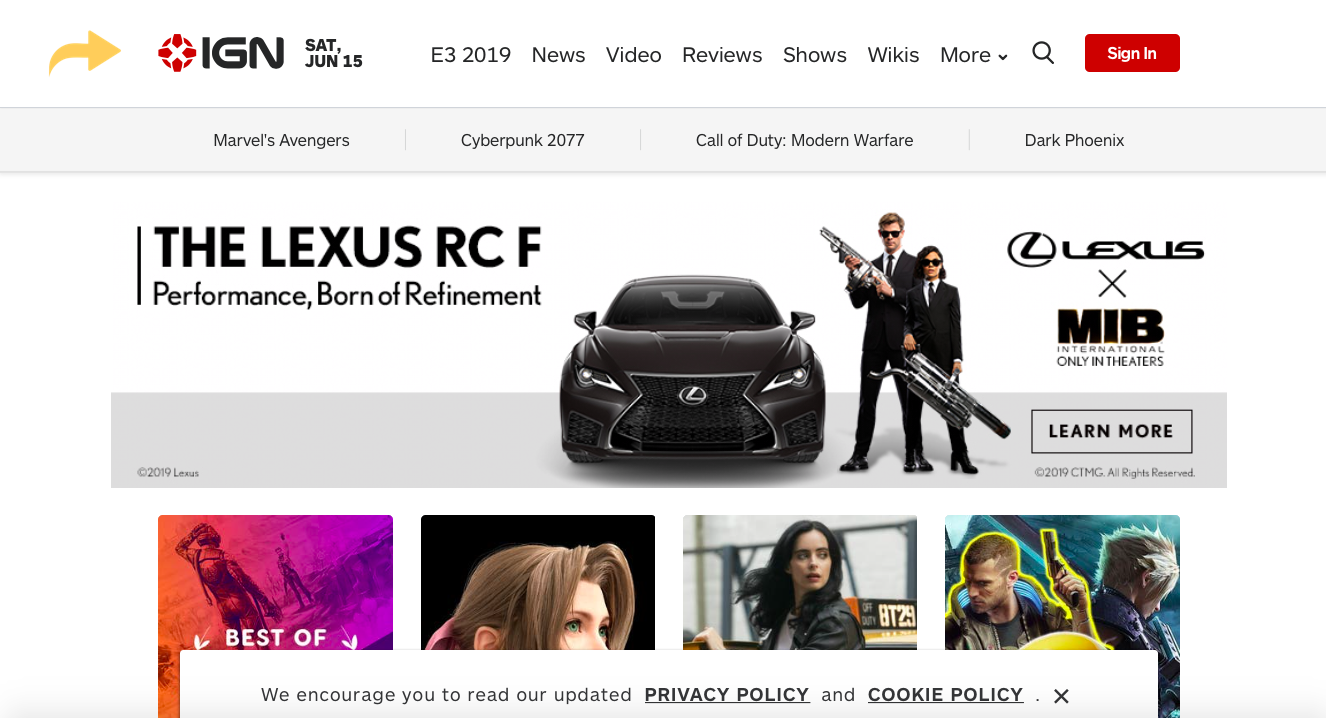 IGN
SAT,
JUN 15
E3 2019 News Video Reviews Shows Wikis More Sign In
Marvel's Avengers Cyberpunk 2077 Call of Duty: Modern Warfare Dark Phoenix
THE LEXUS RC F
Performance, Born of Refinement
LEXUS
X
MIB
INTERNATIONAL
ONLY IN THEATERS
LEARN MORE
©2019 Lexus
©2019 CTMG. All Rights Reserved.
BEST OF
OFF
DUTY
8T29
We encourage you to read our updated PRIVACY POLICY and COOKIE POLICY .